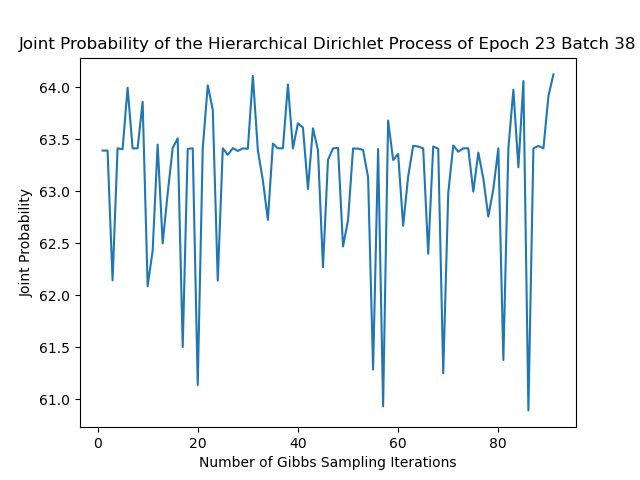 Joint Probability of the Hierarchical Dirichlet Process of Epoch 23 Batch 38
64.0
63.5
63.0
62.5
62.0
61.5
61.0
Joint Probability
0 20 40 60 80
Number of Gibbs Sampling Iterations